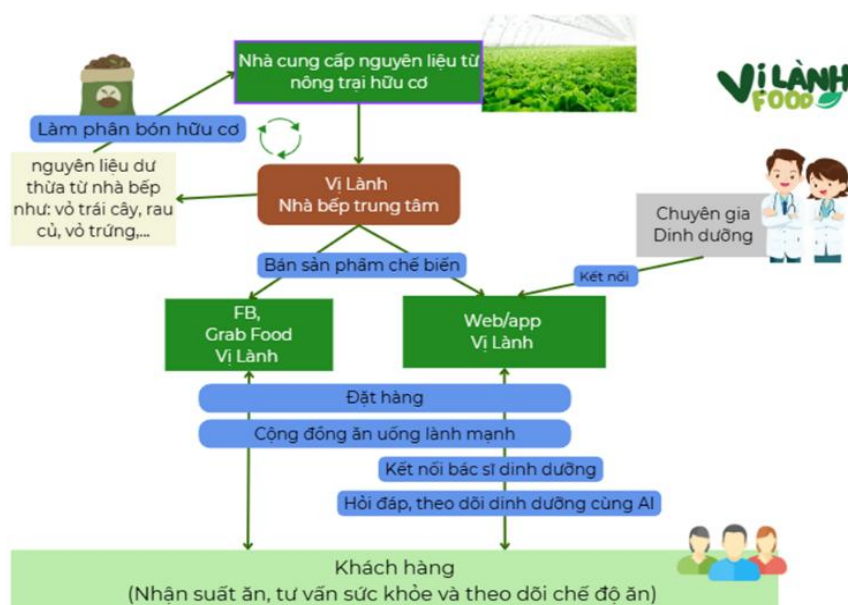 Nhà cung cấp nguyên liệu từ
nông trại hữu cơ
VỊ LÀNH
FOOD
Làm phân bón hữu cơ
nguyên liệu dư
thừa từ nhà bếp
như: vỏ trái cây, rau
củ, vỏ trứng,...
Vị Lành
Nhà bếp trung tâm
Chuyên gia
Dinh dưỡng
Bán sản phẩm chế biến
Kết nối
FB,
Grab Food
Vị Lành
Web/app
Vị Lành
Đặt hàng
Cộng đồng ăn uống lành mạnh
Kết nối bác sĩ dinh dưỡng
Hỏi đáp, theo dõi dinh dưỡng cùng AI
Khách hàng
(Nhận suất ăn, tư vấn sức khỏe và theo dõi chế độ ăn)